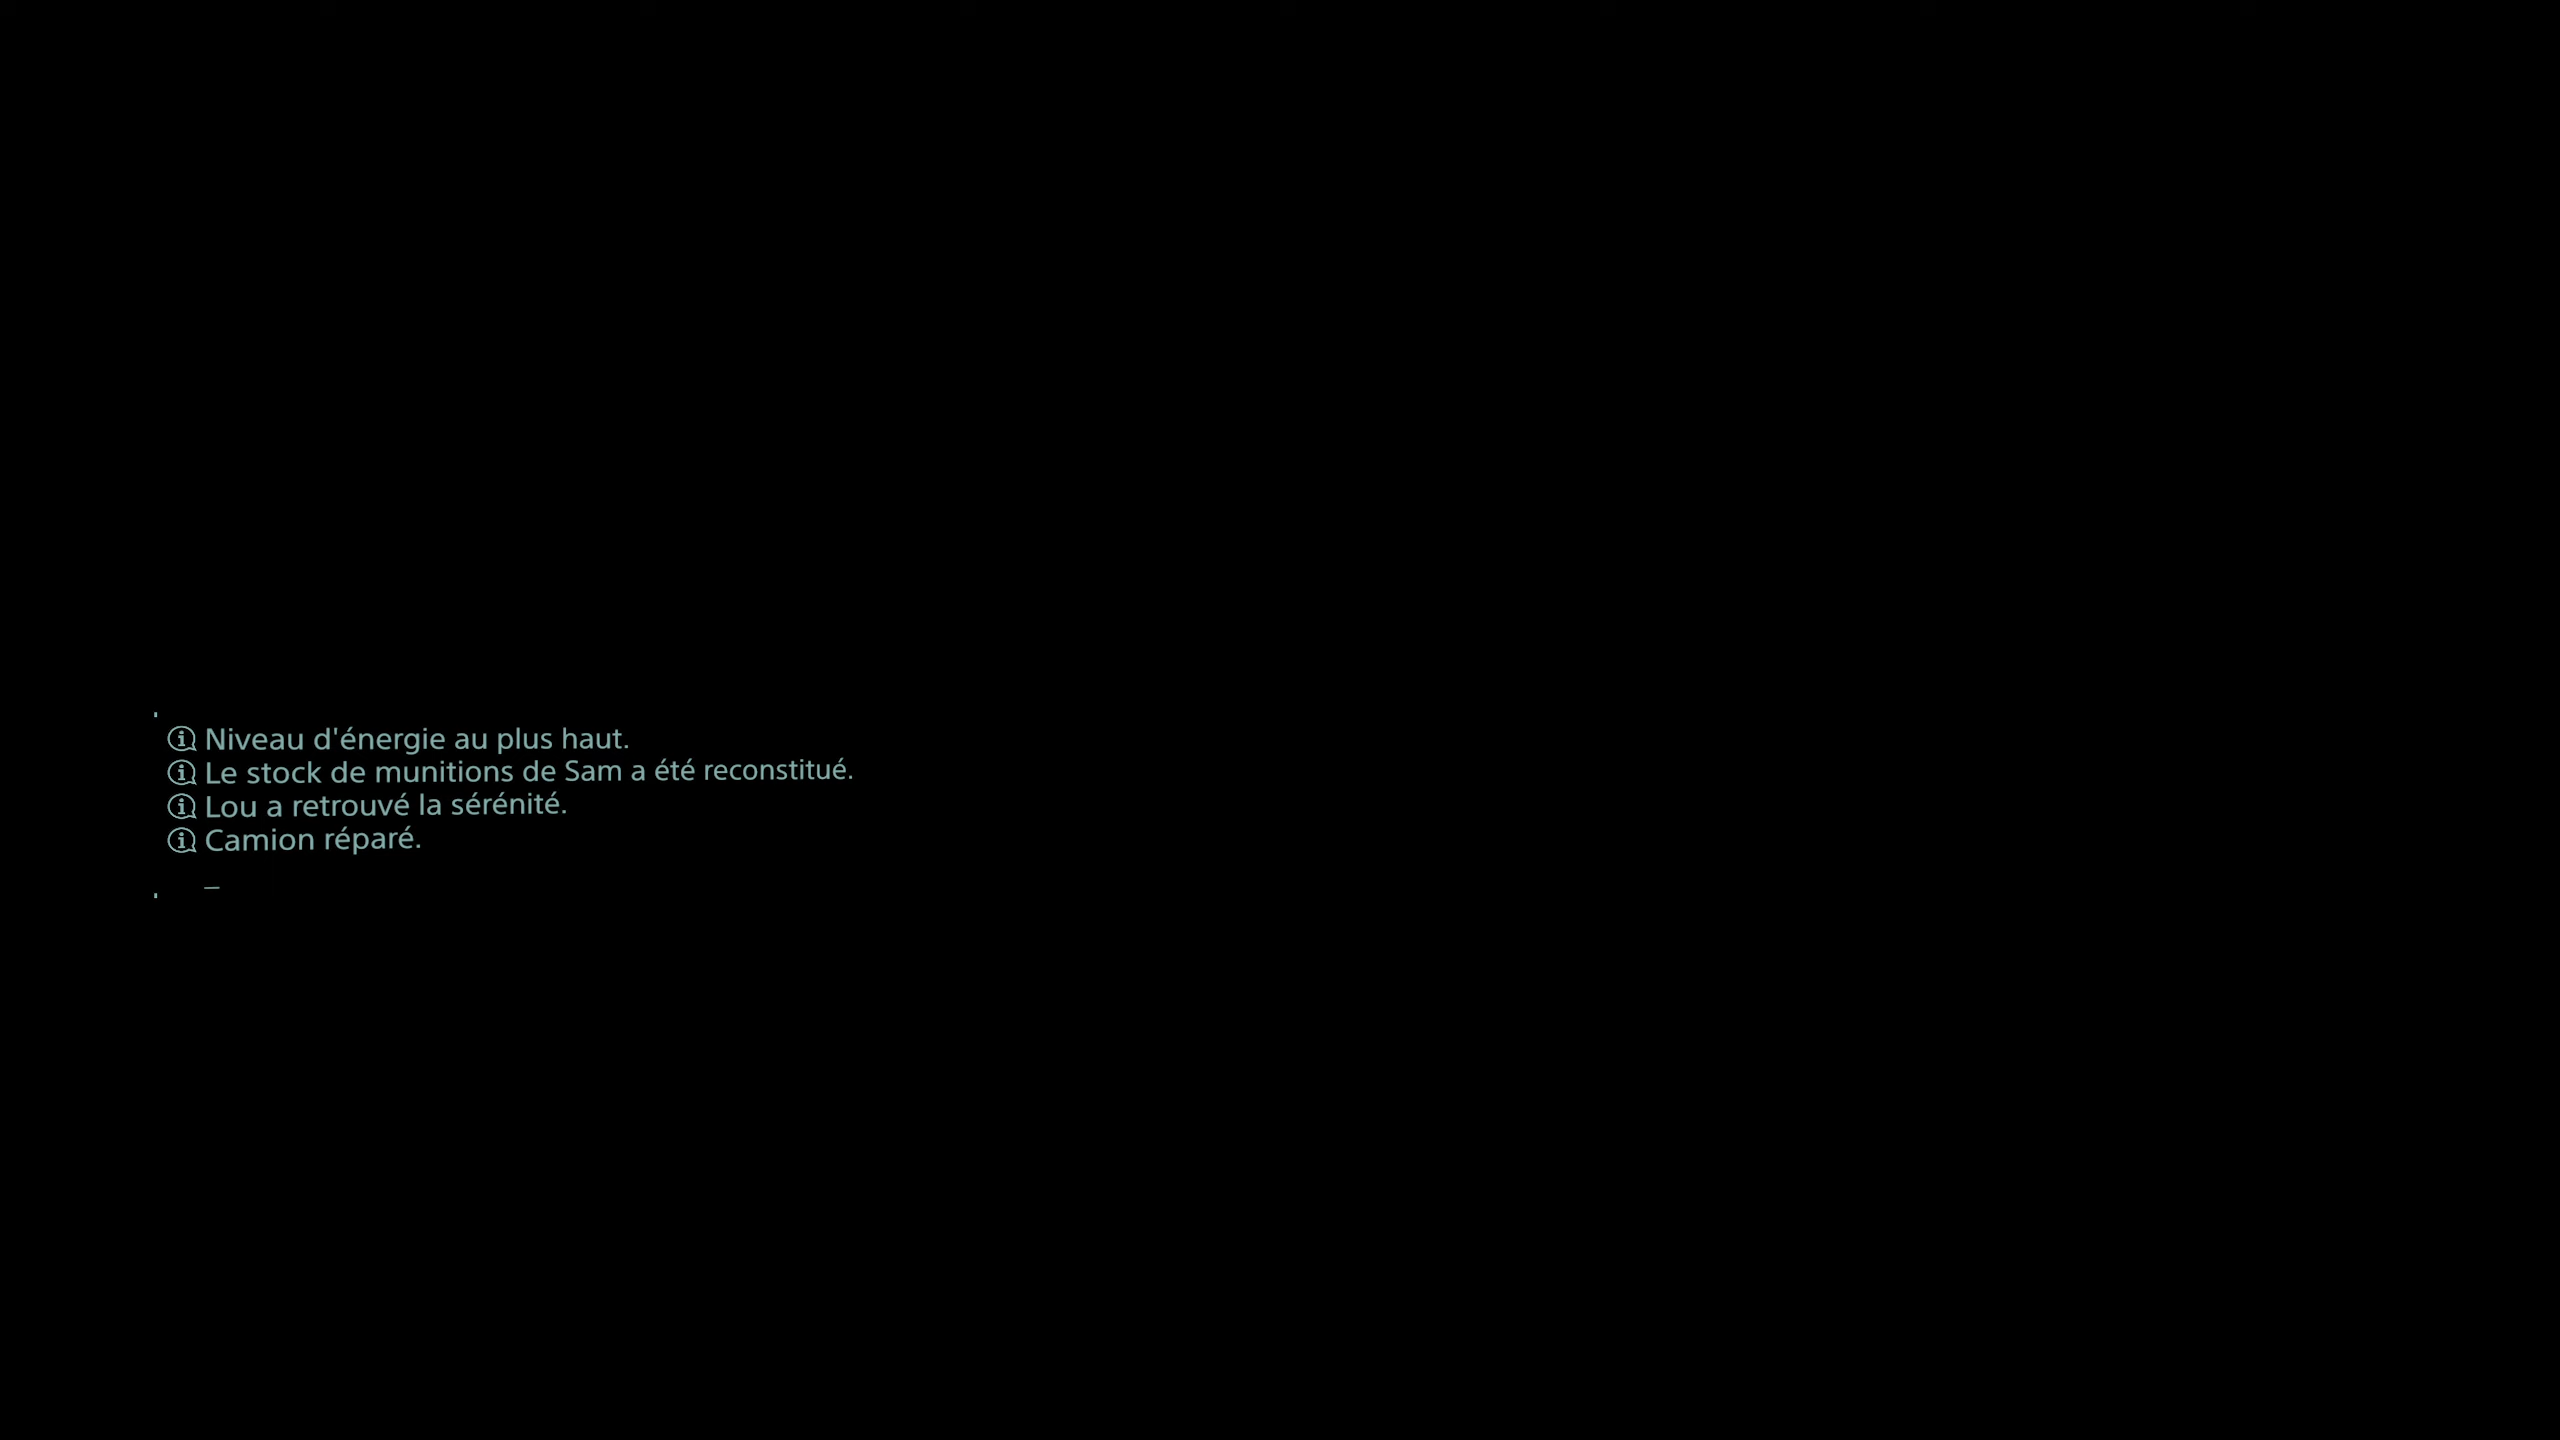 Niveau d'énergie au plus haut.
Le stock de munitions de Sam a été reconstitué.
Lou a retrouvé la sérénité.
Camion réparé.